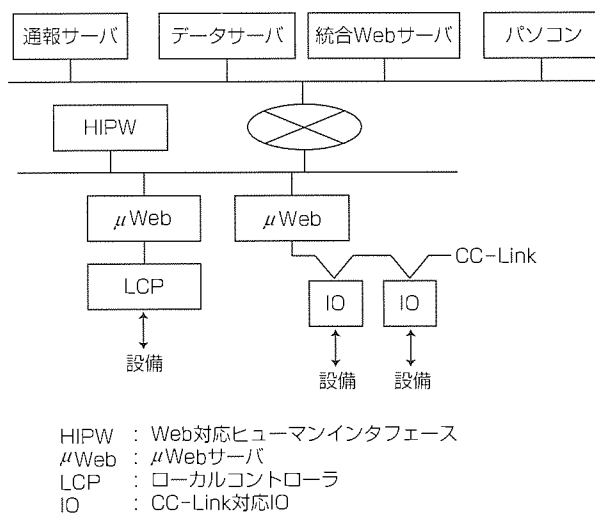 通報サーバ
データサーバ
統合Webサーバ
パソコン
HIPW
μWeb
μWeb
CC-Link
LCP
IO
IO
設備
設備
設備
HIPW : Web対応ヒューマンインタフェース
μWeb : μWebサーバ
LCP : ローカルコントローラ
IO : CC-Link対応IO